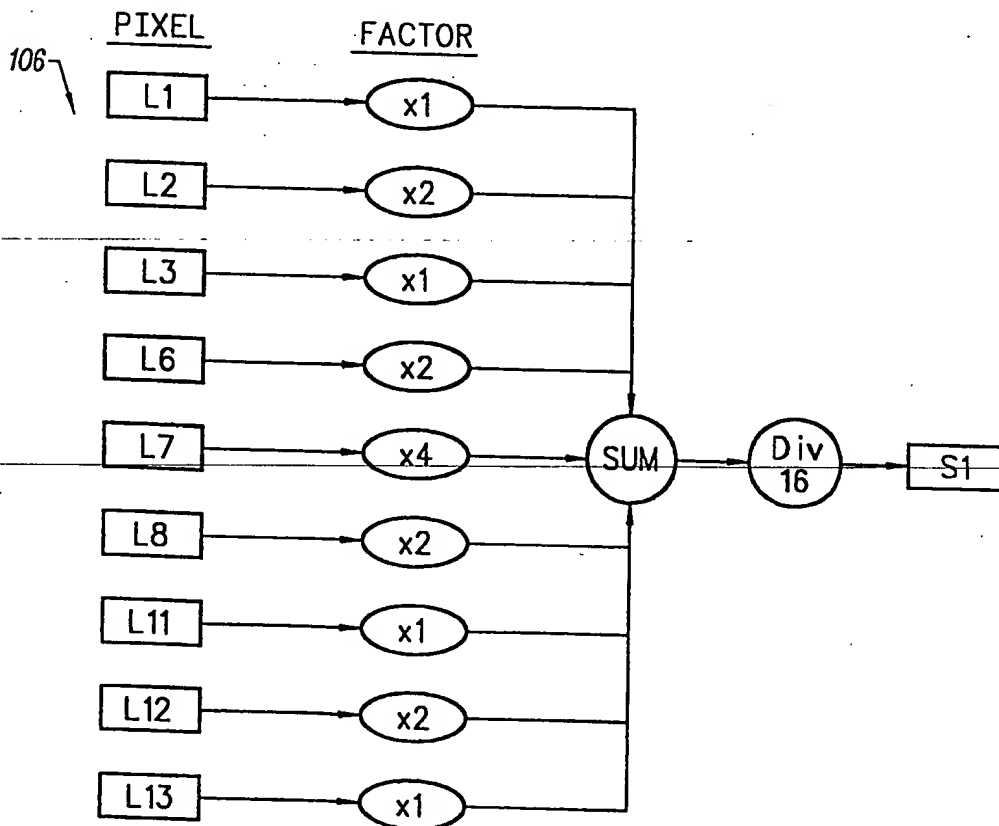 PIXEL FACTOR
106
L1 x1
L2 x2
L3 x1
L6 x2
L7 x4 SUM Div 16 S1
L8 x2
L11 x1
L12 x2
L13 x1